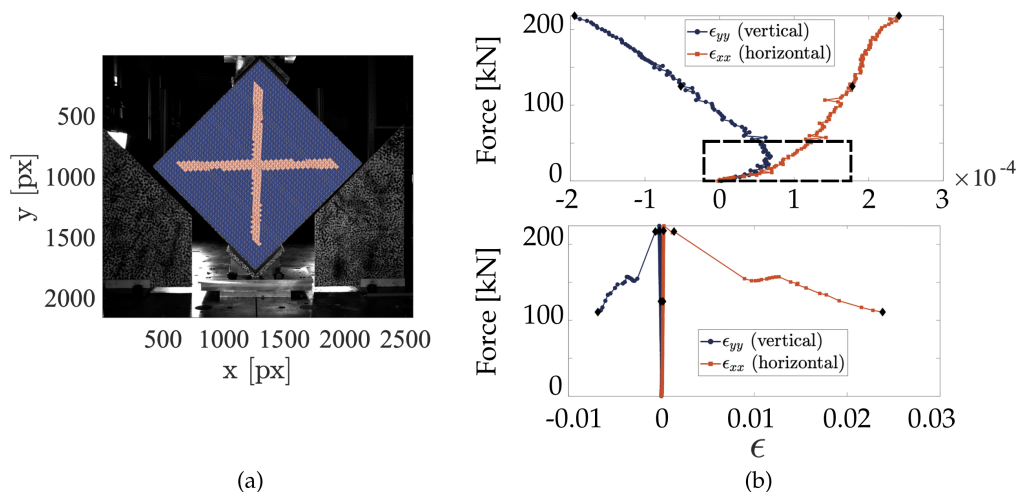 500
1000
1500
2000
y [px]
500 1000 1500 2000 2500
x [px]
(a)
200
100
0
Force [kN]
ϵyy (vertical)
ϵxx (horizontal)
-2 -1 0 1 2 3
×10⁻⁴
200
100
0
Force [kN]
ϵyy (vertical)
ϵxx (horizontal)
-0.01 0 0.01 0.02 0.03
ϵ
(b)